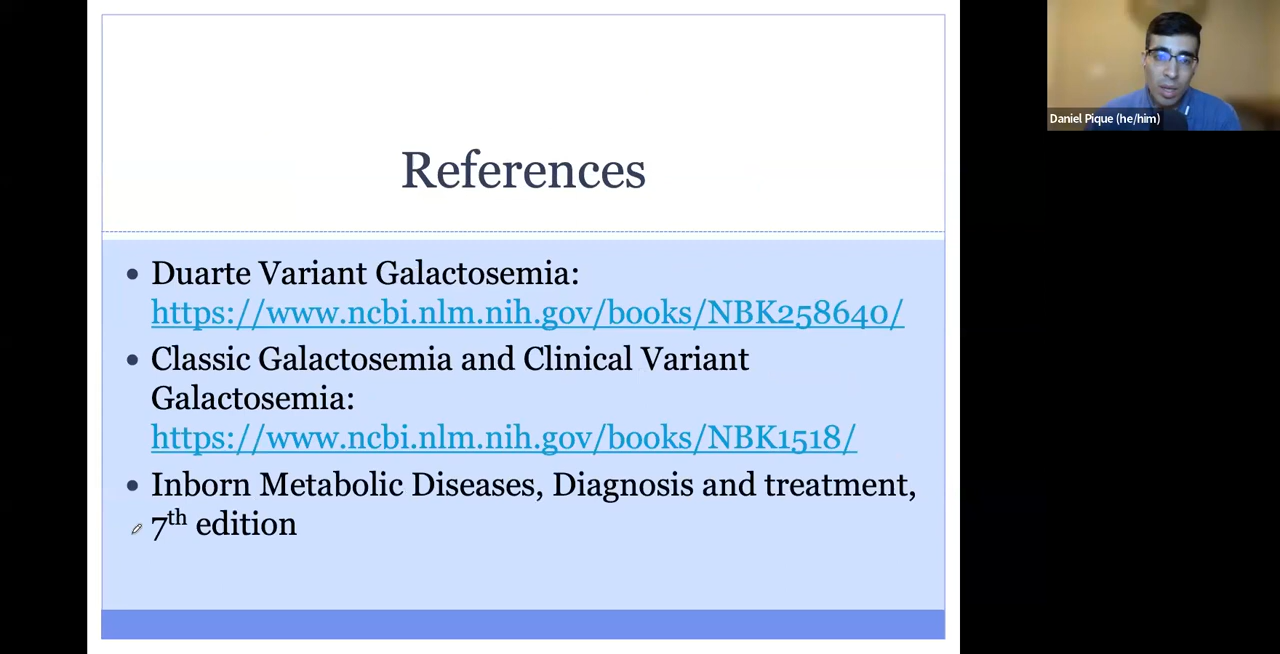 Daniel Pique (he/him)
References
• Duarte Variant Galactosemia:
https://www.ncbi.nlm.nih.gov/books/NBK258640/
• Classic Galactosemia and Clinical Variant
Galactosemia:
https://www.ncbi.nlm.nih.gov/books/NBK1518/
• Inborn Metabolic Diseases, Diagnosis and treatment,
7th edition